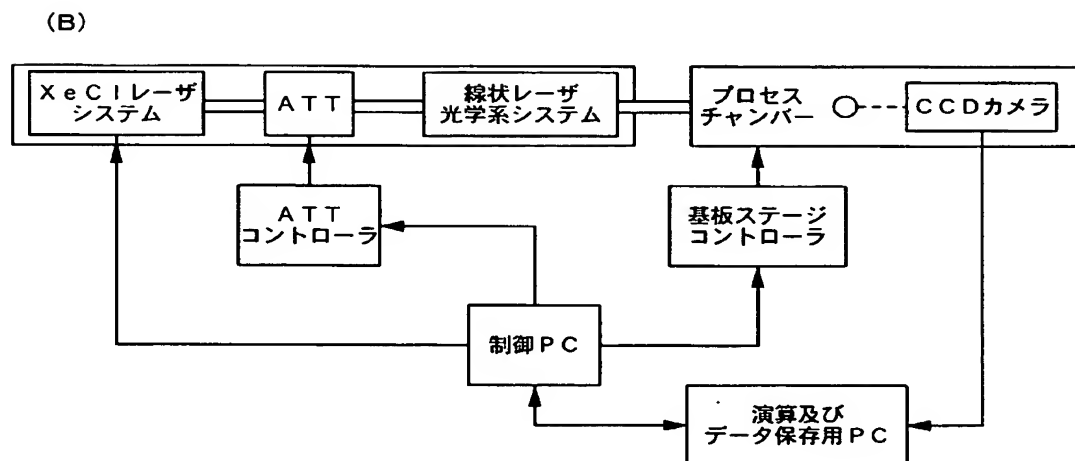 (B)
XeClレーザ
システム
ATT
線状レーザ
光学系システム
プロセス
チャンバー
CCDカメラ
ATT
コントローラ
基板ステージ
コントローラ
制御PC
演算及び
データ保存用PC